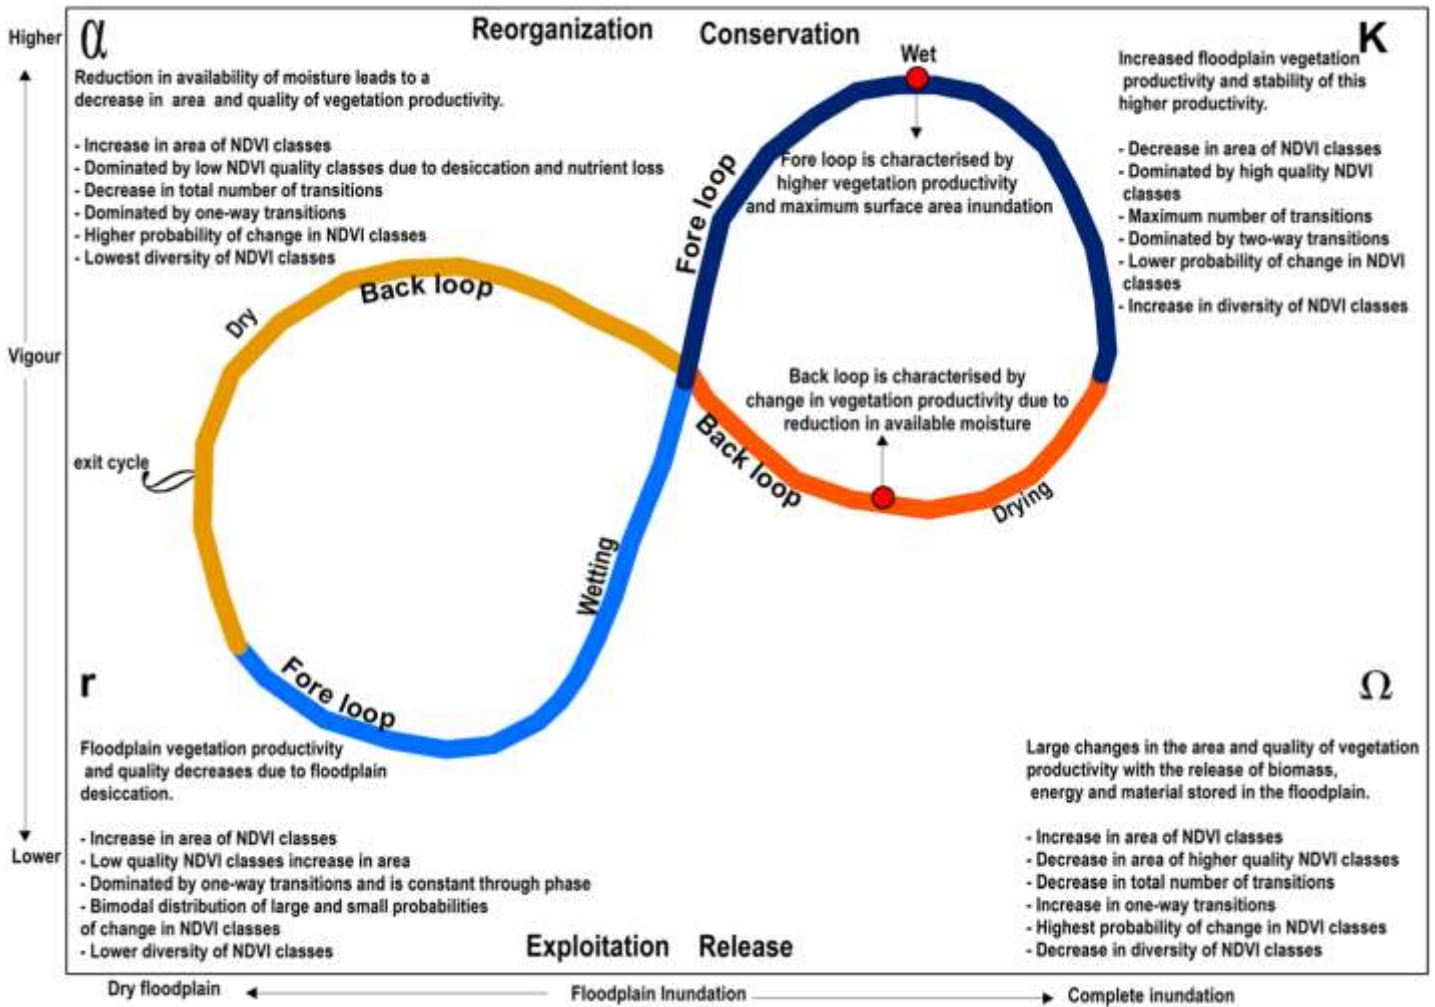 Higher
α
Reorganization
Conservation
K
Wet
Reduction in availability of moisture leads to a
decrease in area and quality of vegetation productivity.
- Increase in area of NDVI classes
- Dominated by low NDVI quality classes due to desiccation and nutrient loss
- Decrease in total number of transitions
- Dominated by one-way transitions
- Higher probability of change in NDVI classes
- Lowest diversity of NDVI classes
Increased floodplain vegetation
productivity and stability of this
higher productivity.
- Decrease in area of NDVI classes
- Dominated by high quality NDVI
classes
- Maximum number of transitions
- Dominated by two-way transitions
- Lower probability of change in NDVI
classes
- Increase in diversity of NDVI classes
Fore loop
Fore loop is characterised by
higher vegetation productivity
and maximum surface area inundation
Back loop
Dry
Vigour
Back loop is characterised by
change in vegetation productivity due to
reduction in available moisture
Back loop
Drying
exit cycle
Wetting
Fore loop
r
Floodplain vegetation productivity
and quality decreases due to floodplain
desiccation.
- Increase in area of NDVI classes
- Low quality NDVI classes increase in area
- Dominated by one-way transitions and is constant through phase
- Bimodal distribution of large and small probabilities
of change in NDVI classes
- Lower diversity of NDVI classes
Ω
Large changes in the area and quality of vegetation
productivity with the release of biomass,
energy and material stored in the floodplain.
- Increase in area of NDVI classes
- Decrease in area of higher quality NDVI classes
- Decrease in total number of transitions
- Increase in one-way transitions
- Highest probability of change in NDVI classes
- Decrease in diversity of NDVI classes
Lower
Exploitation
Release
Dry floodplain
Floodplain Inundation
Complete inundation